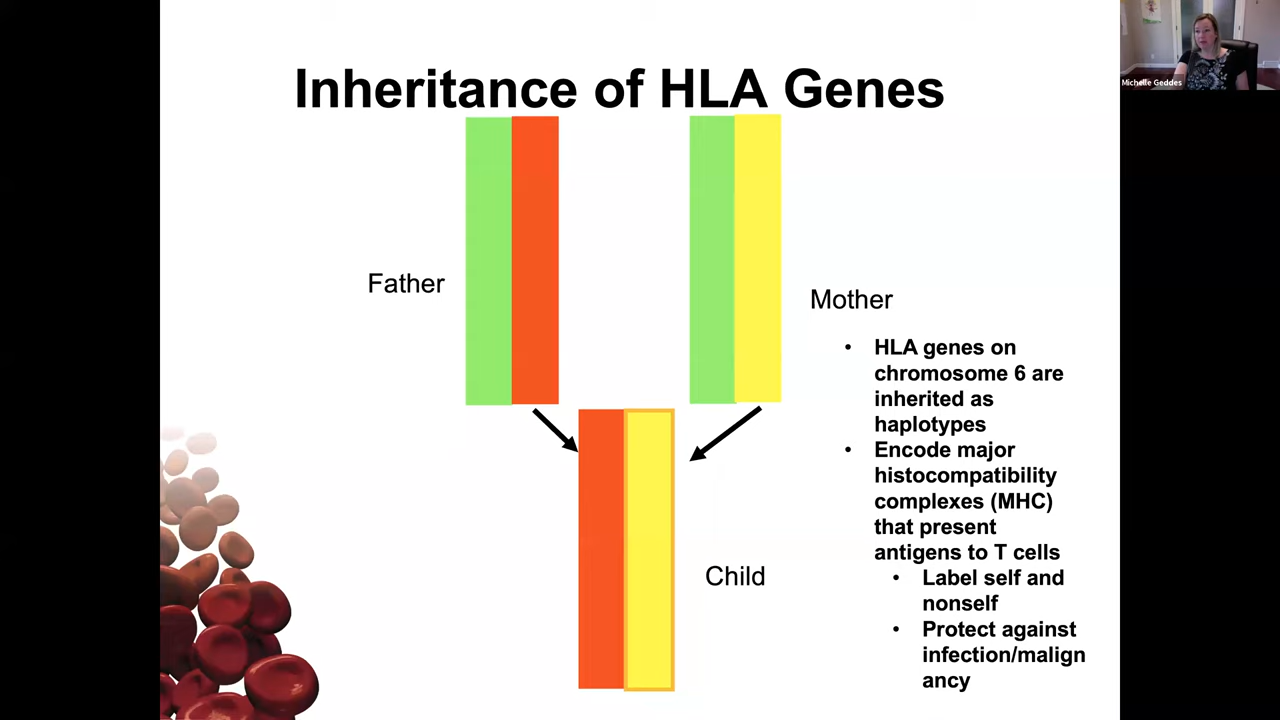 Inheritance of HLA Genes
Michelle Geddes
Father
Mother
• HLA genes on
chromosome 6 are
inherited as
haplotypes
• Encode major
histocompatibility
complexes (MHC)
that present
antigens to T cells
• Label self and
nonself
• Protect against
infection/malign
ancy
Child